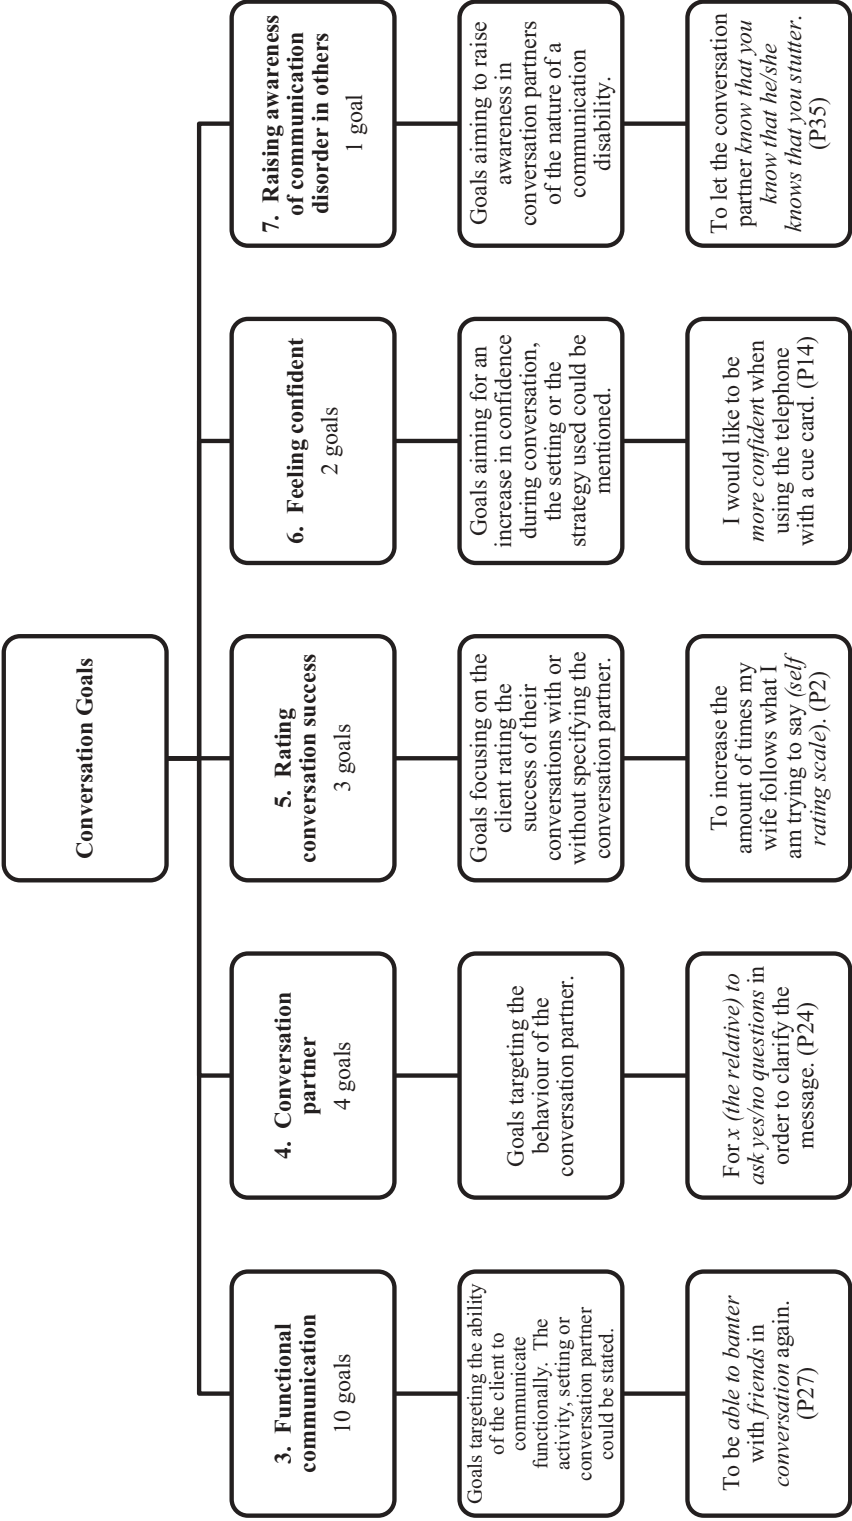 Conversation Goals
3. Functional
communication
10 goals
Goals targeting the ability
of the client to
communicate
functionally. The
activity, setting or
conversation partner
could be stated.
To be able to banter
with friends in
conversation again.
(P27)
4. Conversation
partner
4 goals
Goals targeting the
behaviour of the
conversation partner.
For x (the relative) to
ask yes/no questions in
order to clarify the
message. (P24)
5. Rating
conversation success
3 goals
Goals focusing on the
client rating the
success of their
conversations with or
without specifying the
conversation partner.
To increase the
amount of times my
wife follows what I
am trying to say (self
rating scale). (P2)
6. Feeling confident
2 goals
Goals aiming for an
increase in confidence
during conversation,
the setting or the
strategy used could be
mentioned.
I would like to be
more confident when
using the telephone
with a cue card. (P14)
7. Raising awareness
of communication
disorder in others
1 goal
Goals aiming to raise
awareness in
conversation partners
of the nature of a
communication
disability.
To let the conversation
partner know that you
know that he/she
knows that you stutter.
(P35)